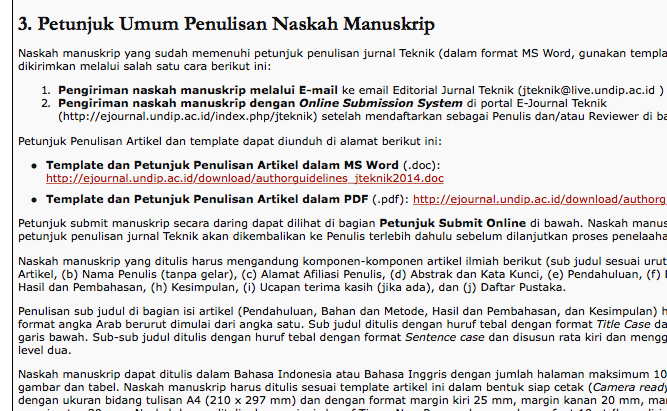 3. Petunjuk Umum Penulisan Naskah Manuskrip
Naskah manuskrip yang sudah memenuhi petunjuk penulisan jurnal Teknik (dalam format MS Word, gunakan templa
dikirimkan melalui salah satu cara berikut ini:
1. Pengiriman naskah manuskrip melalui E-mail ke email Editorial Jurnal Teknik (jteknik@live.undip.ac.id )
2. Pengiriman naskah manuskrip dengan Online Submission System di portal E-Journal Teknik
(http://ejournal.undip.ac.id/index.php/jteknik) setelah mendaftarkan sebagai Penulis dan/atau Reviewer di ba
Petunjuk Penulisan Artikel dan template dapat diunduh di alamat berikut ini:
• Template dan Petunjuk Penulisan Artikel dalam MS Word (.doc):
http://ejournal.undip.ac.id/download/authorguidelines_jteknik2014.doc
• Template dan Petunjuk Penulisan Artikel dalam PDF (.pdf): http://ejournal.undip.ac.id/download/authorg
Petunjuk submit manuskrip secara daring dapat dilihat di bagian Petunjuk Submit Online di bawah. Naskah manus
petunjuk penulisan jurnal Teknik akan dikembalikan ke Penulis terlebih dahulu sebelum dilanjutkan proses penelaaha
Naskah manuskrip yang ditulis harus mengandung komponen-komponen artikel ilmiah berikut (sub judul sesuai urut
Artikel, (b) Nama Penulis (tanpa gelar), (c) Alamat Afiliasi Penulis, (d) Abstrak dan Kata Kunci, (e) Pendahuluan, (f)
Hasil dan Pembahasan, (h) Kesimpulan, (i) Ucapan terima kasih (jika ada), dan (j) Daftar Pustaka.
Penulisan sub judul di bagian isi artikel (Pendahuluan, Bahan dan Metode, Hasil dan Pembahasan, dan Kesimpulan) h
format angka Arab berurut dimulai dari angka satu. Sub judul ditulis dengan huruf tebal dengan format Title Case da
garis bawah. Sub-sub judul ditulis dengan huruf tebal dengan format Sentence case dan disusun rata kiri dan mengg
level dua.
Naskah manuskrip dapat ditulis dalam Bahasa Indonesia atau Bahasa Inggris dengan jumlah halaman maksimum 10
gambar dan tabel. Naskah manuskrip harus ditulis sesuai template artikel ini dalam bentuk siap cetak (Camera ready
dengan ukuran bidang tulisan A4 (210 x 297 mm) dan dengan format margin kiri 25 mm, margin kanan 20 mm, ma